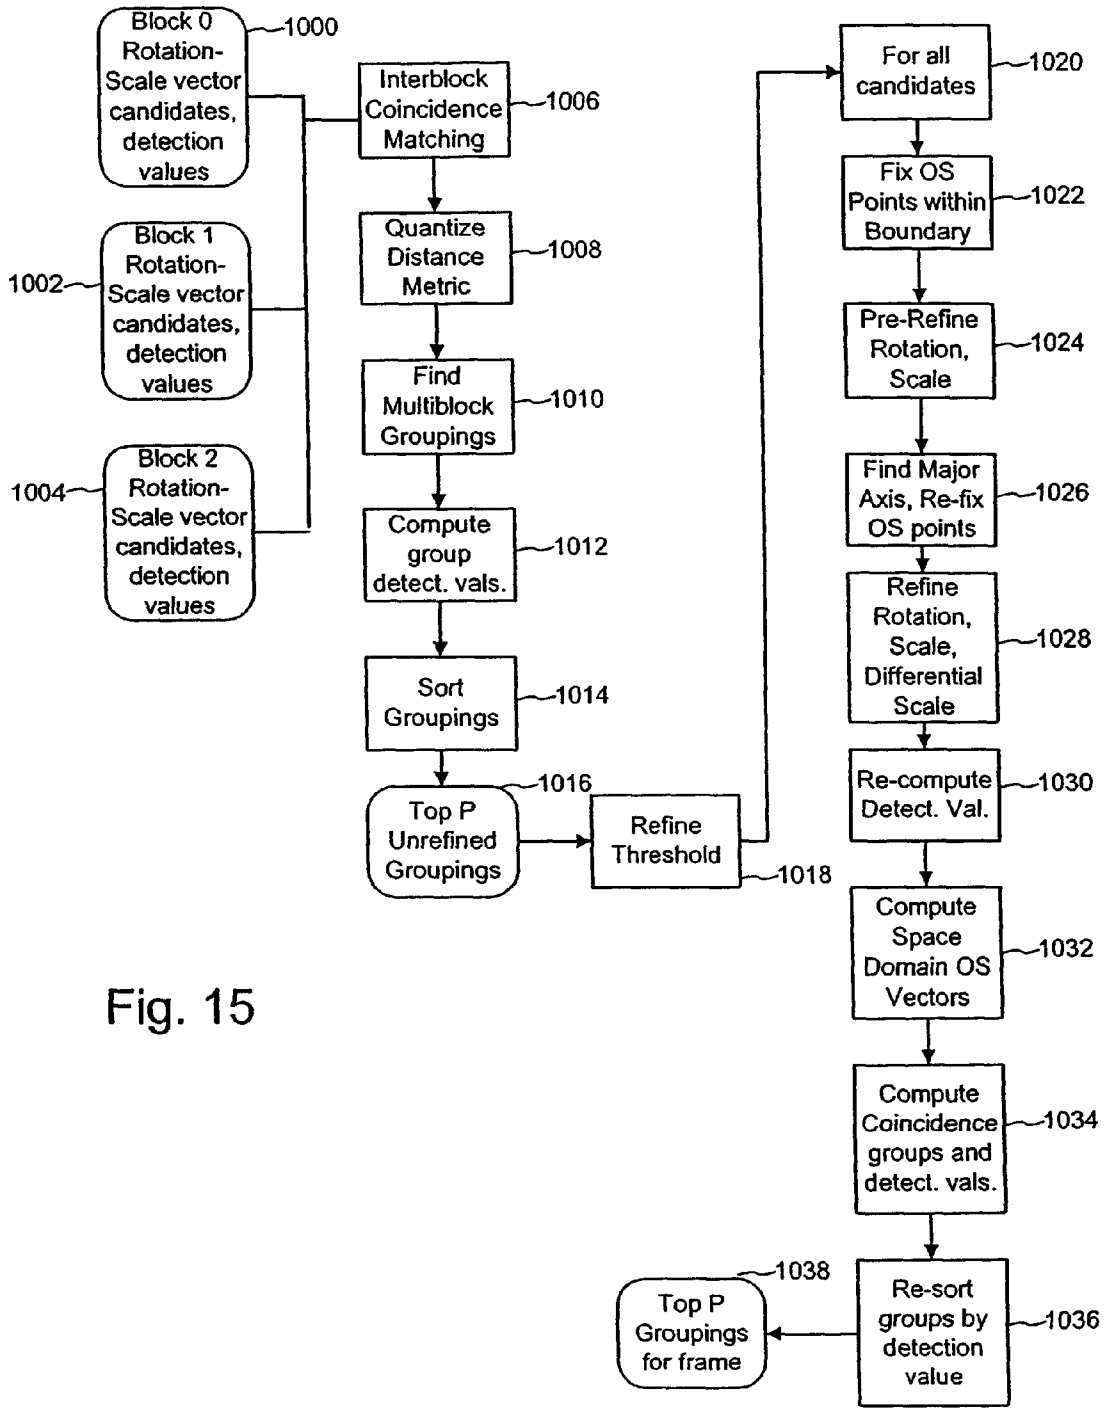 Block 0
Rotation-
Scale vector
candidates,
detection
values
1000
Block 1
Rotation-
Scale vector
candidates,
detection
values
1002
Block 2
Rotation-
Scale vector
candidates,
detection
values
1004
Interblock
Coincidence
Matching
1006
Quantize
Distance
Metric
1008
Find
Multiblock
Groupings
1010
Compute
group
detect. vals.
1012
Sort
Groupings
1014
Top P
Unrefined
Groupings
1016
Refine
Threshold
1018
For all
candidates
1020
Fix OS
Points within
Boundary
1022
Pre-Refine
Rotation,
Scale
1024
Find Major
Axis, Re-fix
OS points
1026
Refine
Rotation,
Scale,
Differential
Scale
1028
Re-compute
Detect. Val.
1030
Compute
Space
Domain OS
Vectors
1032
Compute
Coincidence
groups and
detect. vals.
1034
Re-sort
groups by
detection
value
1036
Top P
Groupings
for frame
1038
Fig. 15